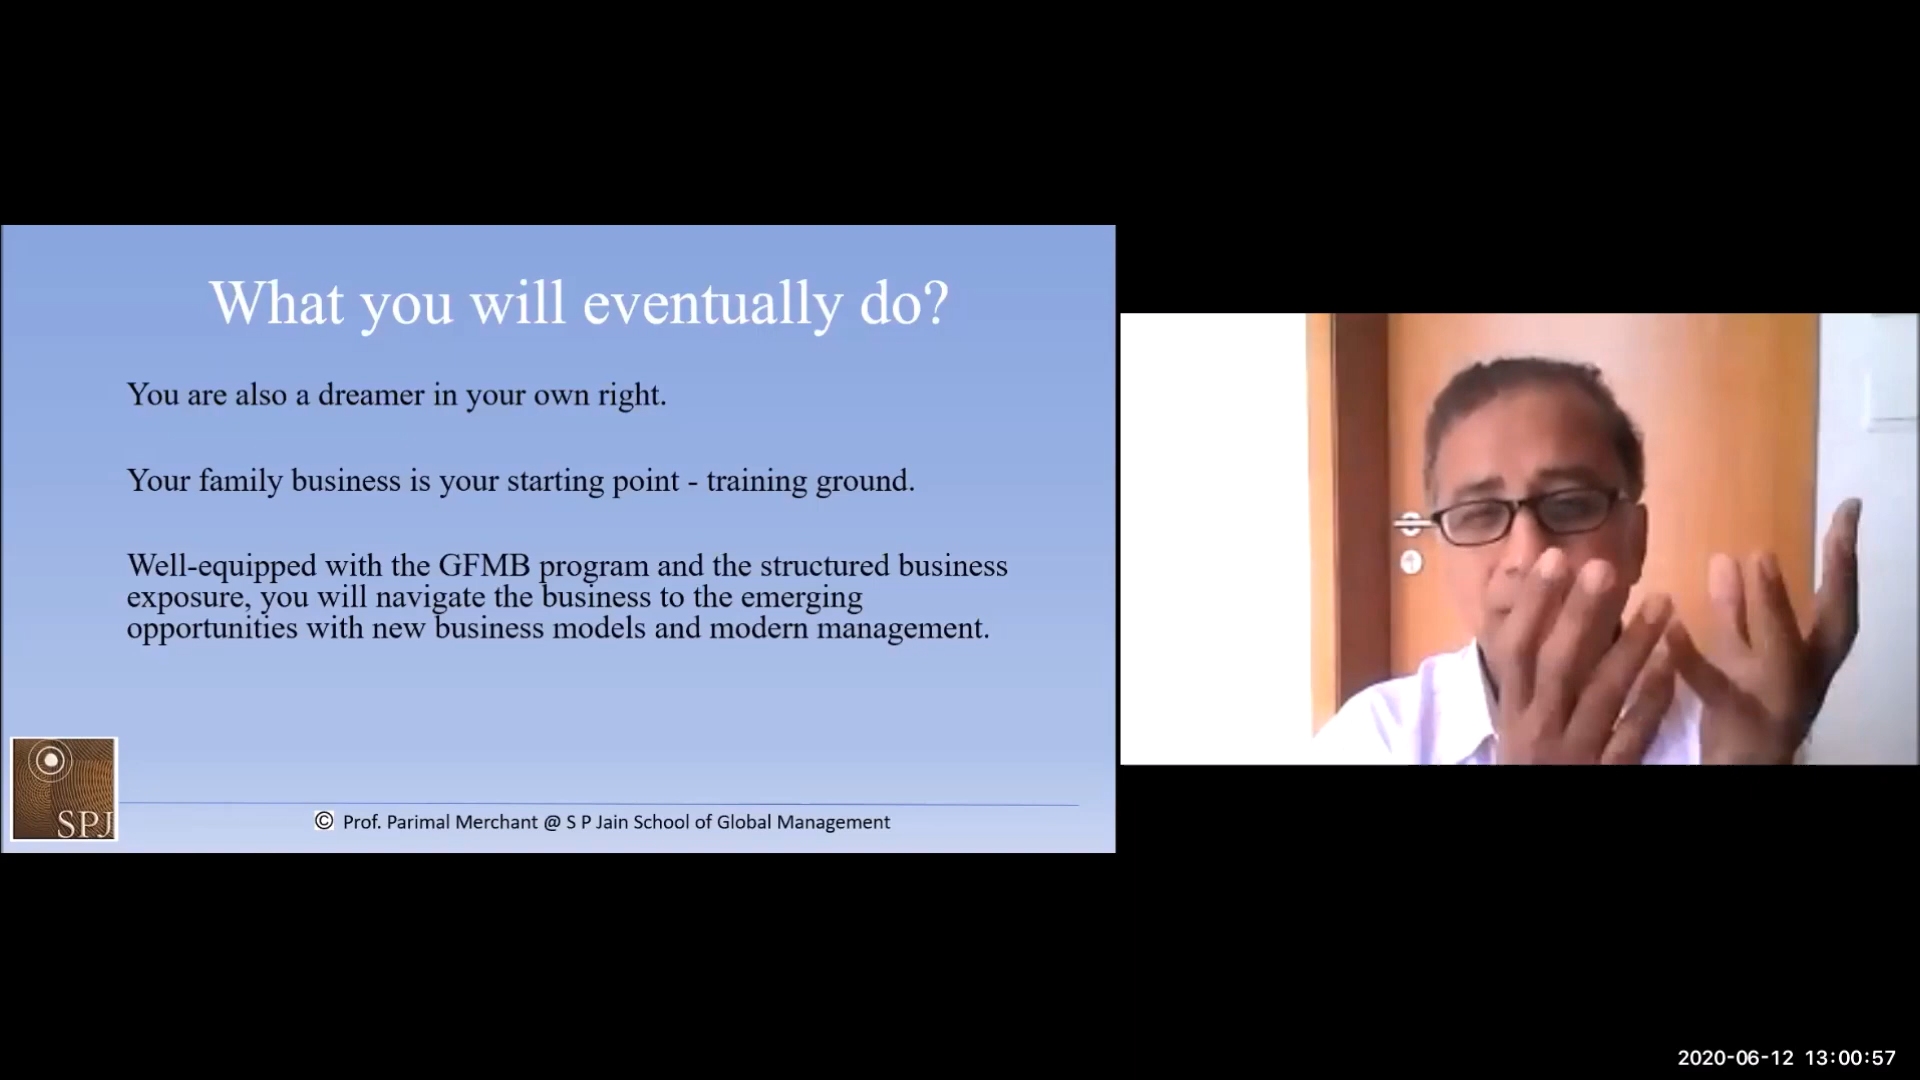 What you will eventually do?
You are also a dreamer in your own right.
Your family business is your starting point - training ground.
Well-equipped with the GFMB program and the structured business
exposure, you will navigate the business to the emerging
opportunities with new business models and modern management.
SPJ
© Prof. Parimal Merchant @ S P Jain School of Global Management
2020-06-12 13:00:57